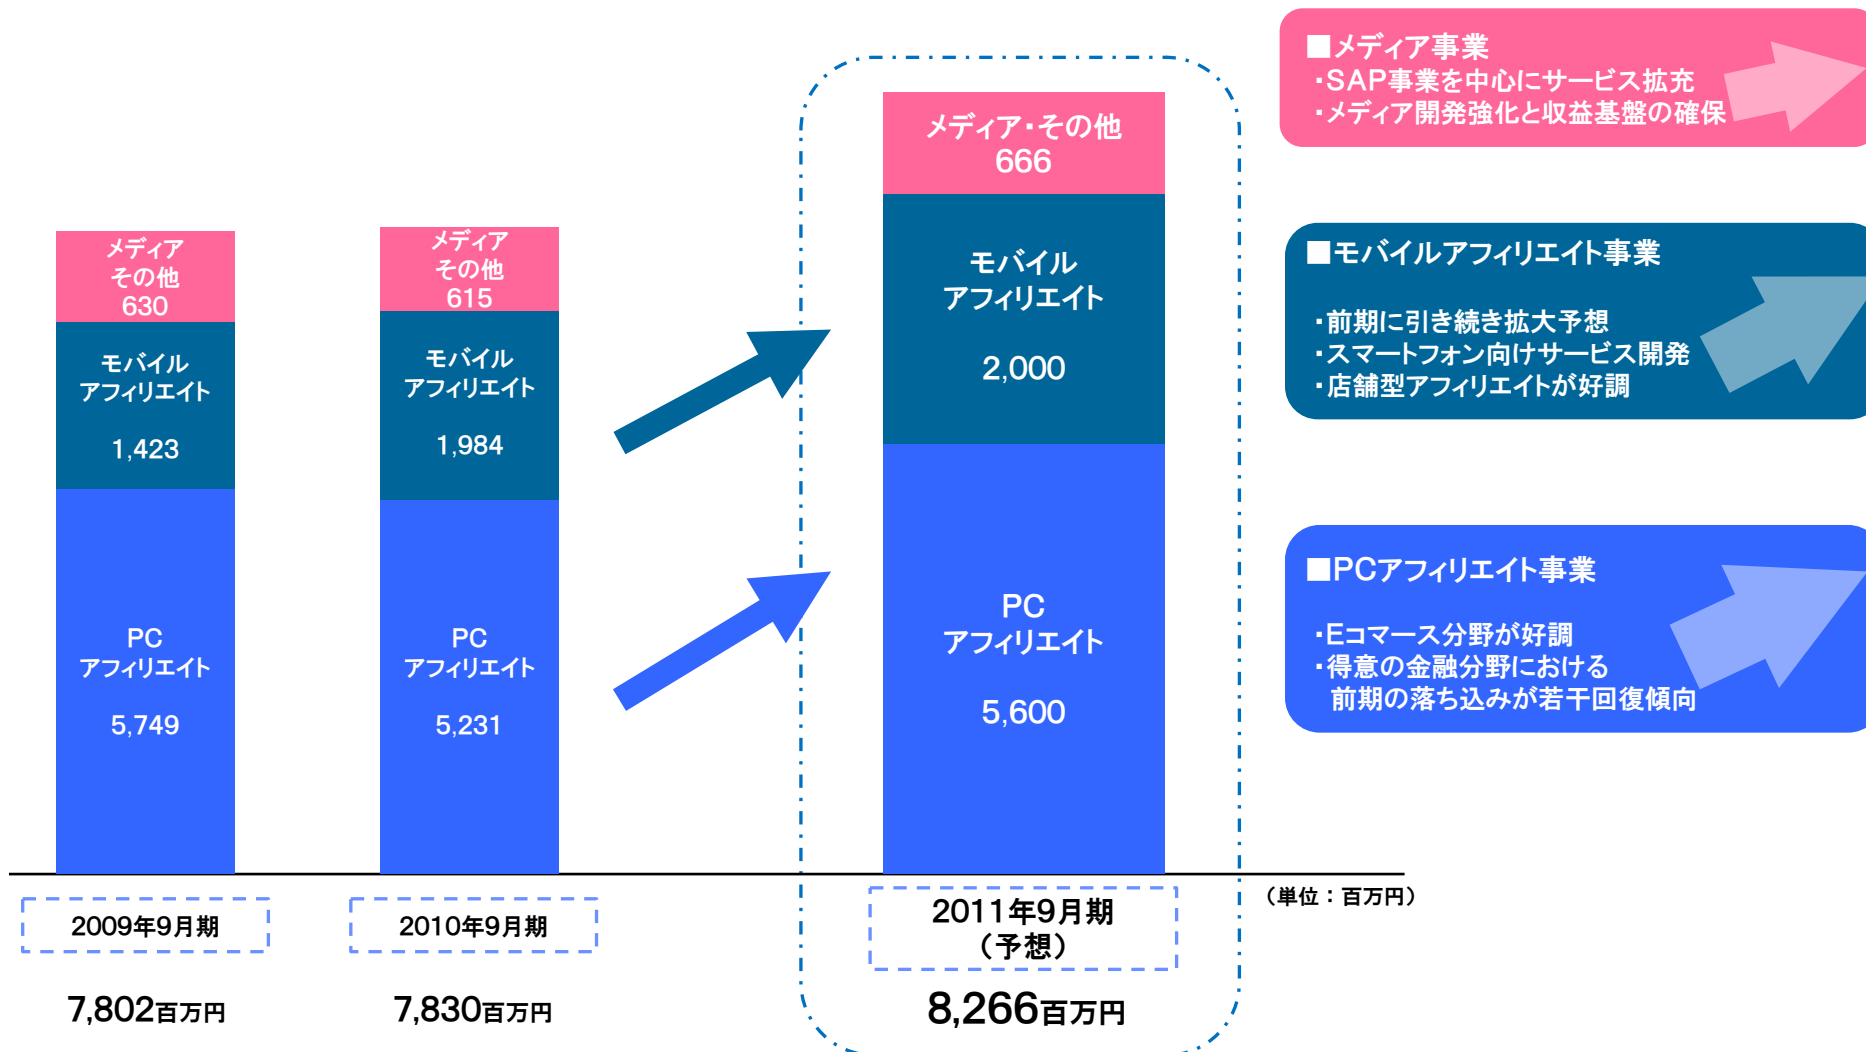 メディア
その他
630
モバイル
アフィリエイト
1,423
PC
アフィリエイト
5,749
2009年9月期
7,802百万円
メディア
その他
615
モバイル
アフィリエイト
1,984
PC
アフィリエイト
5,231
2010年9月期
7,830百万円
メディア・その他
666
モバイル
アフィリエイト
2,000
PC
アフィリエイト
5,600
2011年9月期
（予想）
8,266百万円
（単位：百万円）
■メディア事業
・SAP事業を中心にサービス拡充
・メディア開発強化と収益基盤の確保
■モバイルアフィリエイト事業
・前期に引き続き拡大予想
・スマートフォン向けサービス開発
・店舗型アフィリエイトが好調
■PCアフィリエイト事業
・Eコマース分野が好調
・得意の金融分野における
前期の落ち込みが若干回復傾向